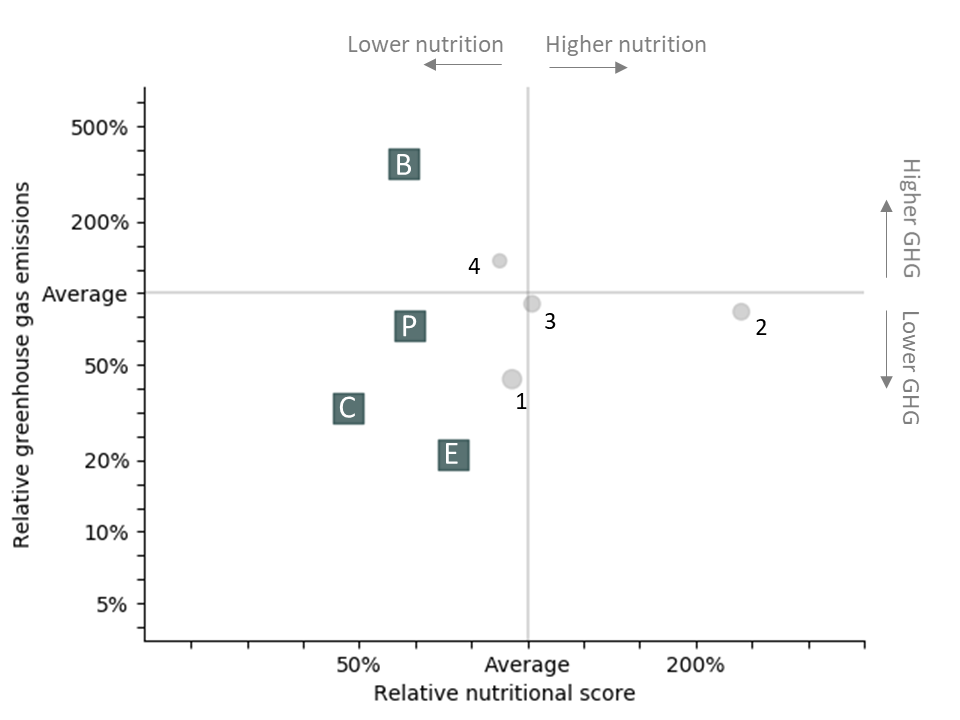 Lower nutrition
Higher nutrition
500%
200%
Average
50%
20%
10%
5%
Relative greenhouse gas emissions
B
4
3
2
P
1
C
E
Higher GHG
Lower GHG
50%
Average
200%
Relative nutritional score